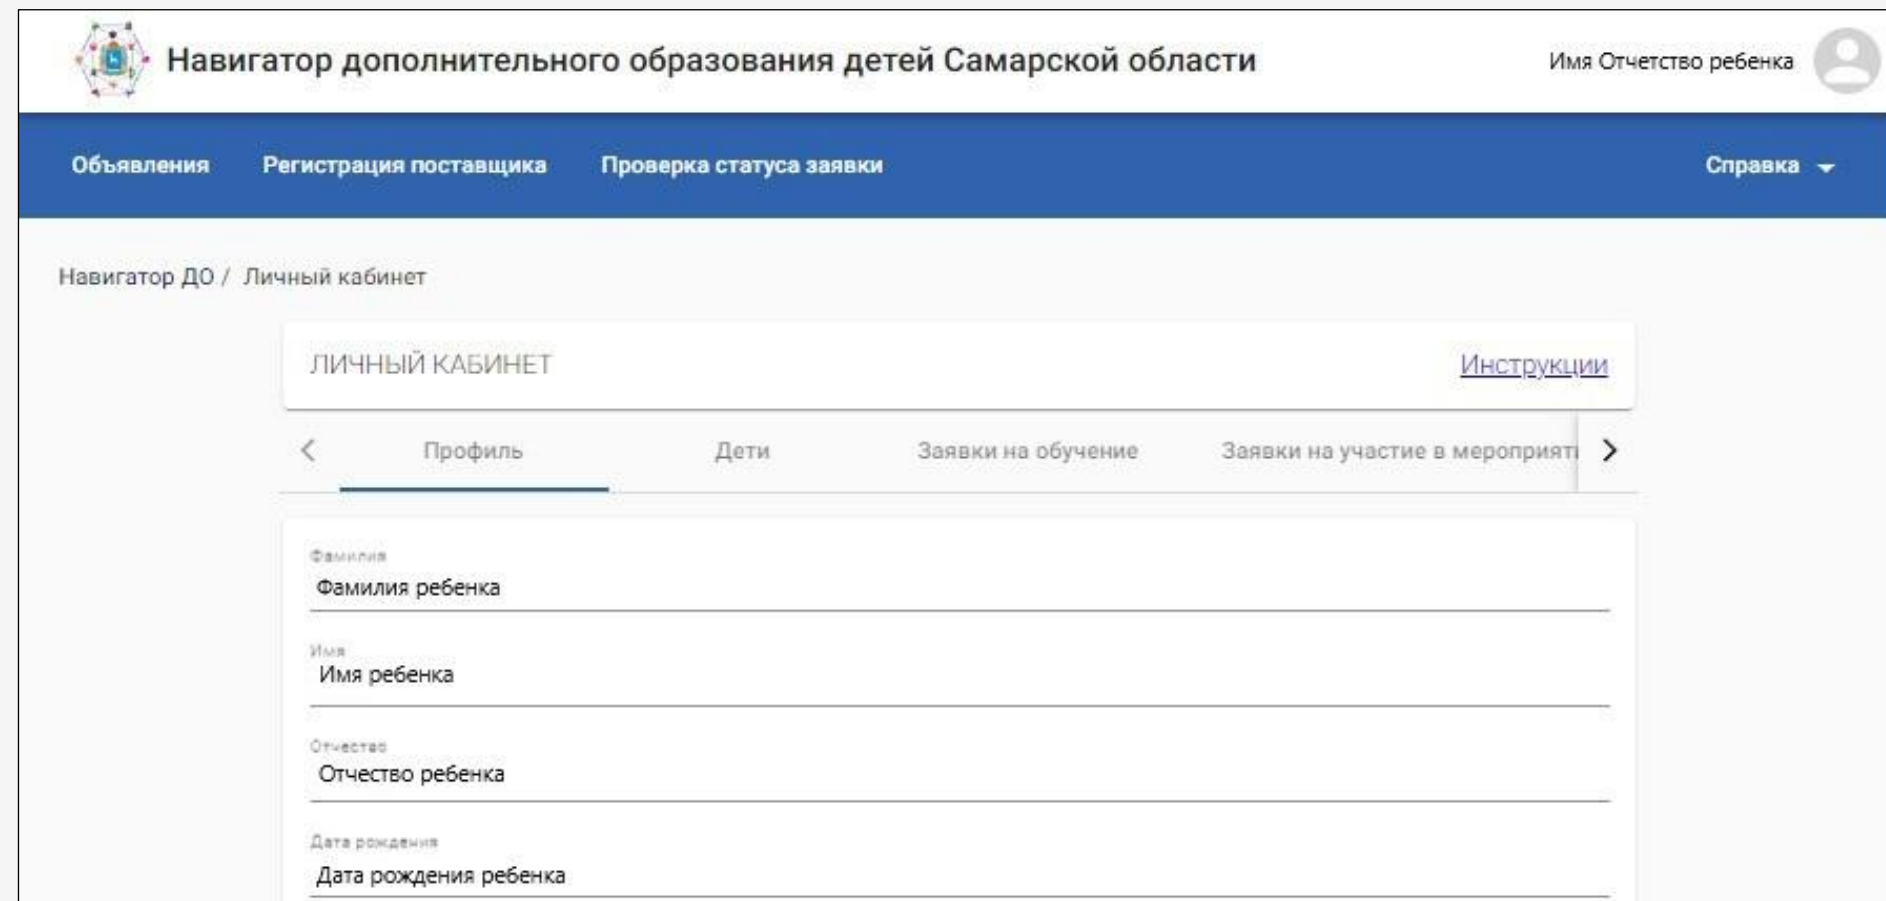 Навигатор дополнительного образования детей Самарской области
Имя Отчетство ребенка
Объявления Регистрация поставщика Проверка статуса заявки Справка
Навигатор ДО / Личный кабинет
ЛИЧНЫЙ КАБИНЕТ Инструкции
Профиль Дети Заявки на обучение Заявки на участие в мероприяти
Фамилия
Фамилия ребенка
Имя
Имя ребенка
Отчество
Отчество ребенка
Дата рождения
Дата рождения ребенка